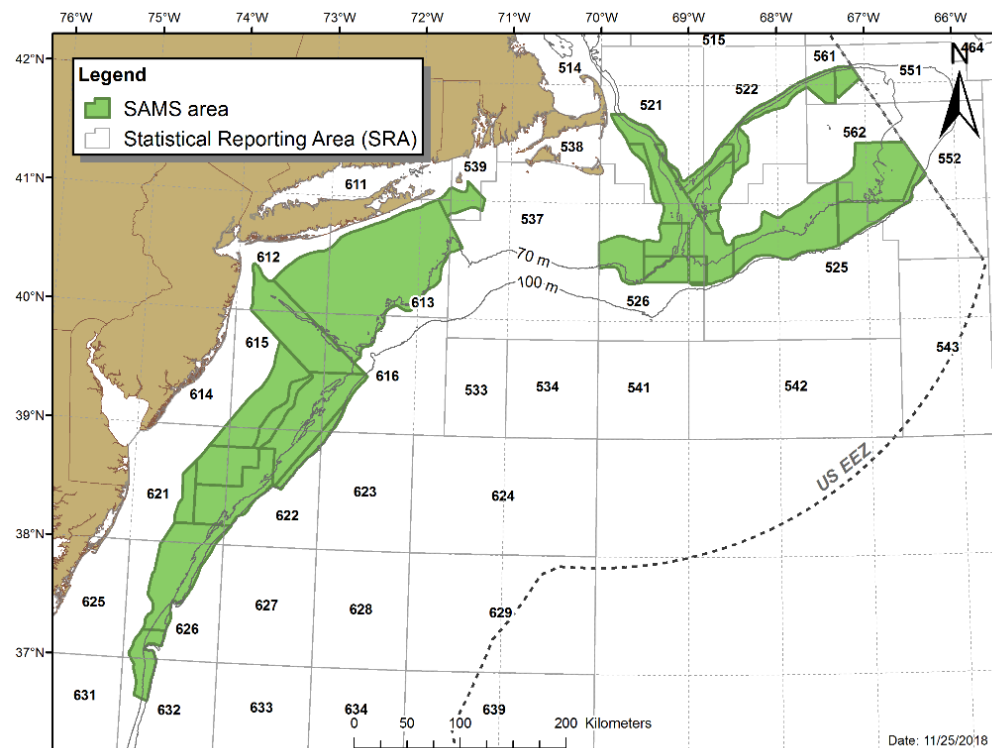 76°W 75°W 74°W 73°W 72°W 71°W 70°W 69°W 68°W 67°W 66°W
42°N
41°N
40°N
39°N
38°N
37°N
Legend
SAMS area
Statistical Reporting Area (SRA)
515
561
464
N
514
551
521
522
562
538
552
539
611
537
612
70 m
525
100 m
613
526
615
543
616
533
534
541
542
614
US EEZ
621
623
624
622
625
627
628
629
626
631
632
633
634
639
0 50 100 200 Kilometers
Date: 11/25/2018